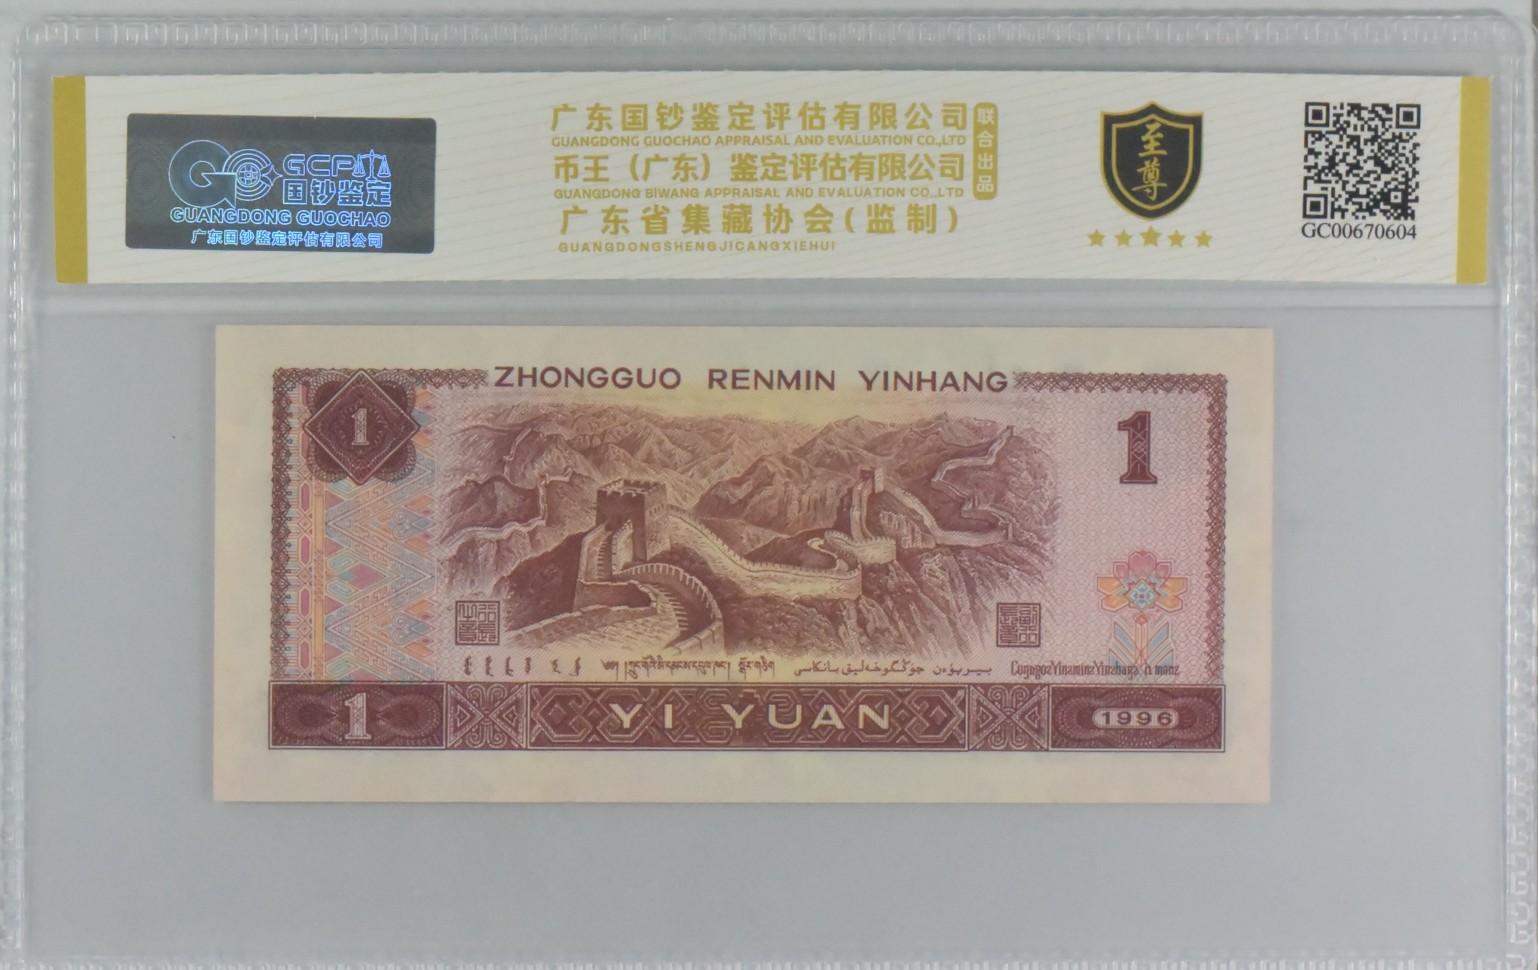 GCP
国钞鉴定
GUANGDONG GUOCHAO
广东国钞鉴定评估有限公司
广东国钞鉴定评估有限公司
GUANGDONG GUOCHAO APPRAISAL AND EVALUATION CO.,LTD
币王（广东）鉴定评估有限公司
GUANGDONG BIWANG APPRAISAL AND EVALUATION CO.,LTD
广东省集藏协会(监制)
GUANGDONGSHENGJICANGXIEHUI
联合出品
至尊
GC00670604
ZHONGGUO RENMIN YINHANG
1
1
1
YI YUAN
1996